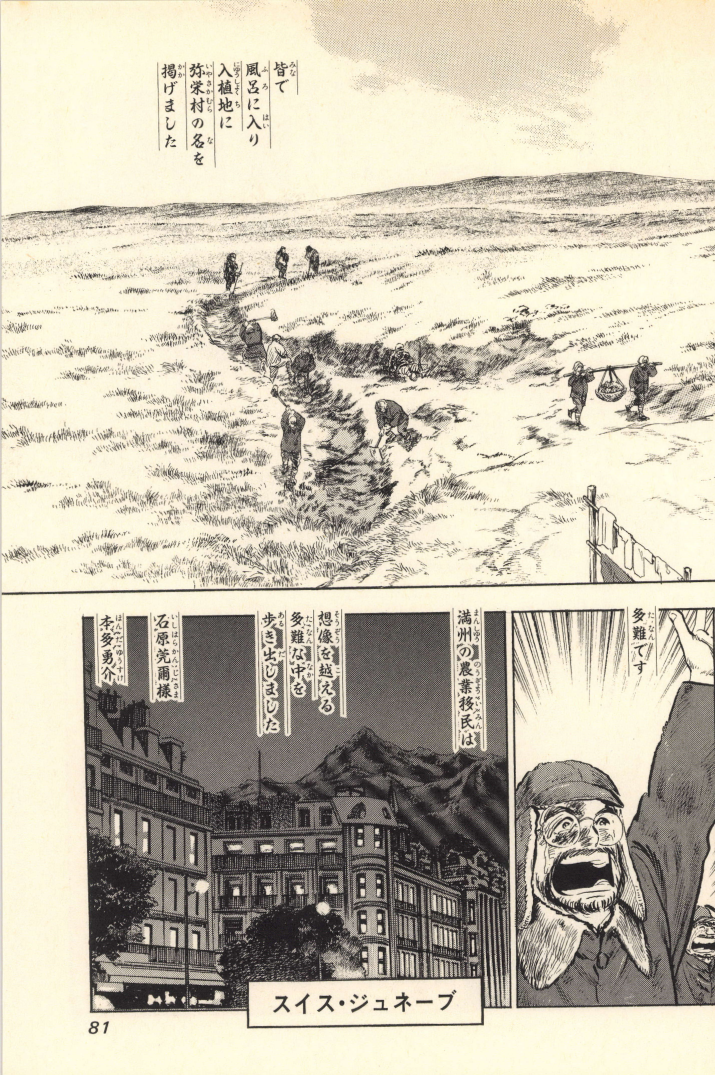 皆で
風呂に入り
入植地に
弥栄村の名を
掲げました
多難です
満州の農業移民は
想像を越える
多難な中を
歩き出しました
石原莞爾様
本多勇介
スイス・ジュネーブ
81